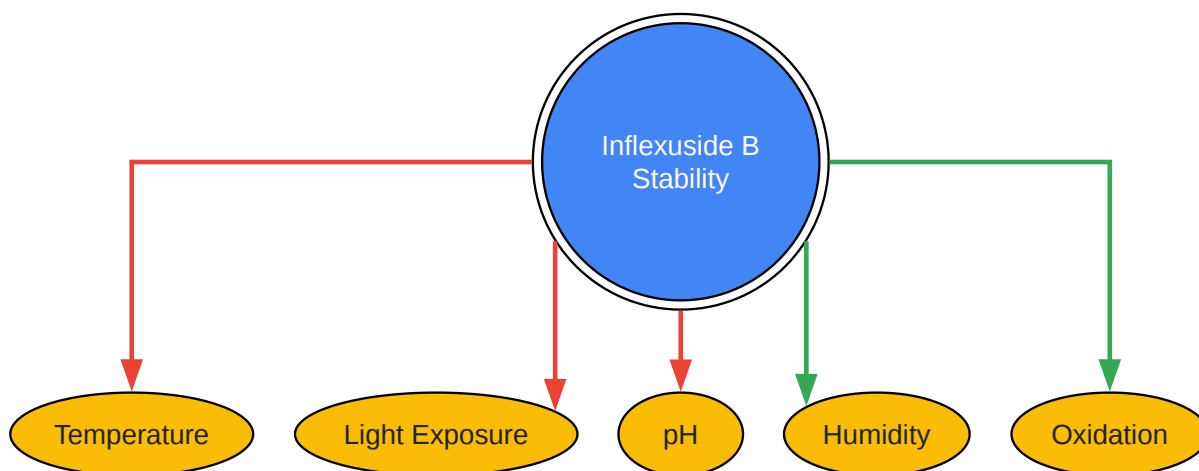 Inflexuside B
Stability
Temperature
Light Exposure
pH
Humidity
Oxidation